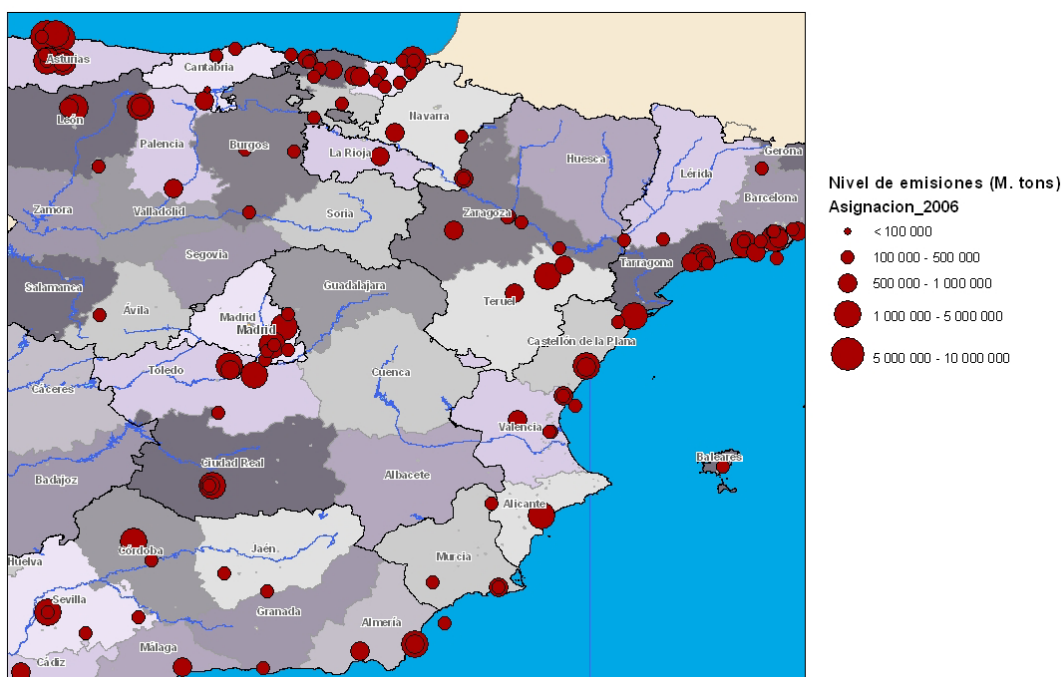 Asturias
Cantabria
León
Palencia
Burgos
Navarra
La Rioja
Huesca
Lérida
Gerona
Barcelona
Zamora
Valladolid
Soria
Zaragoza
Tarragona
Segovia
Salamanca
Ávila
Guadalajara
Madrid
Madrid
Teruel
Castellón de la Plana
Toledo
Cuenca
Cáceres
Valencia
Baleares
Ciudad Real
Badajoz
Albacete
Alicante
Córdoba
Jaén
Murcia
Huelva
Sevilla
Granada
Almería
Málaga
Cádiz
Nivel de emisiones (M. tons)
Asignacion_2006
< 100 000
100 000 - 500 000
500 000 - 1 000 000
1 000 000 - 5 000 000
5 000 000 - 10 000 000